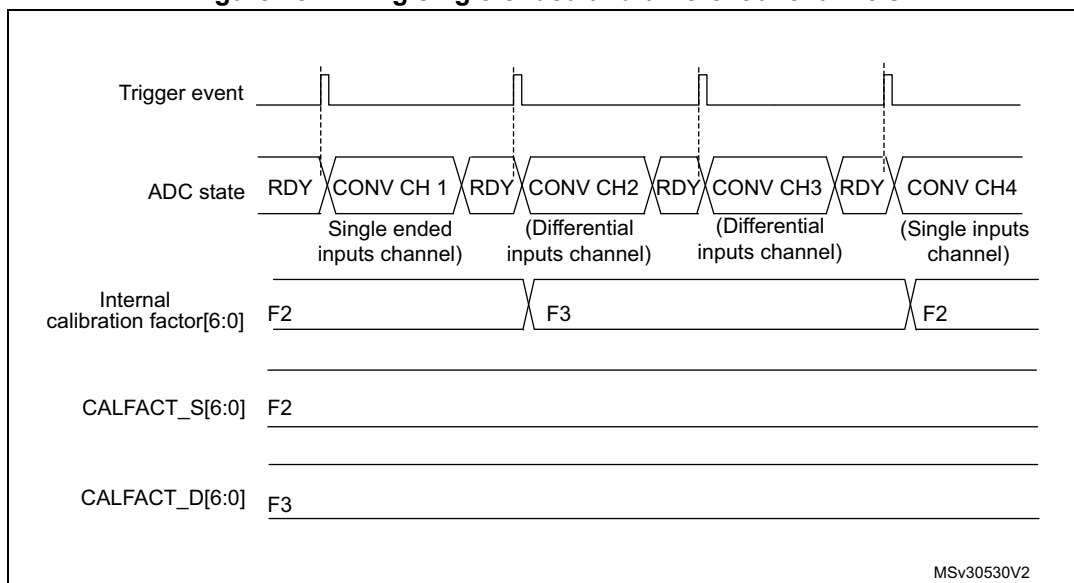 Trigger event
ADC state
RDY
CONV CH 1
RDY
CONV CH2
RDY
CONV CH3
RDY
CONV CH4
Single ended
inputs channel)
(Differential
inputs channel)
(Differential
inputs channel)
(Single inputs
channel)
Internal
calibration factor[6:0]
F2
F3
F2
CALFACT_S[6:0]
F2
CALFACT_D[6:0]
F3
MSv30530V2